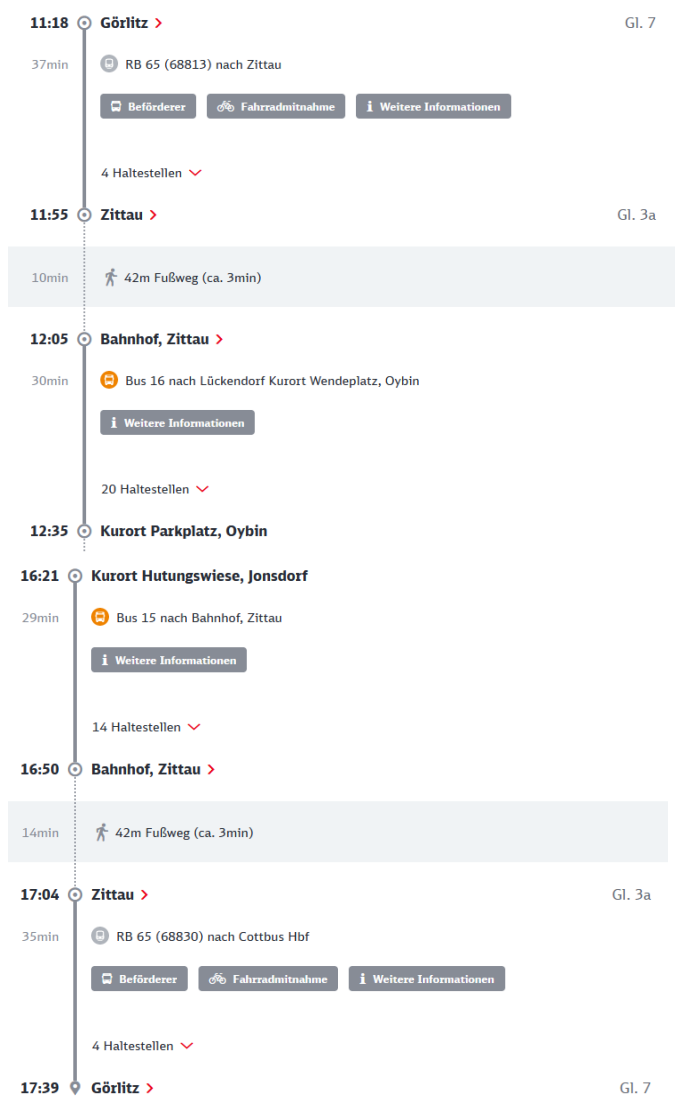 11:18 Görlitz Gl. 7
37min RB 65 (68813) nach Zittau
Beförderer Fahrradmitnahme Weitere Informationen
4 Haltestellen
11:55 Zittau Gl. 3a
10min 42m Fußweg (ca. 3min)
12:05 Bahnhof, Zittau
30min Bus 16 nach Lückendorf Kurort Wendeplatz, Oybin
Weitere Informationen
20 Haltestellen
12:35 Kurort Parkplatz, Oybin
16:21 Kurort Hutungswiese, Jonsdorf
29min Bus 15 nach Bahnhof, Zittau
Weitere Informationen
14 Haltestellen
16:50 Bahnhof, Zittau
14min 42m Fußweg (ca. 3min)
17:04 Zittau Gl. 3a
35min RB 65 (68830) nach Cottbus Hbf
Beförderer Fahrradmitnahme Weitere Informationen
4 Haltestellen
17:39 Görlitz Gl. 7